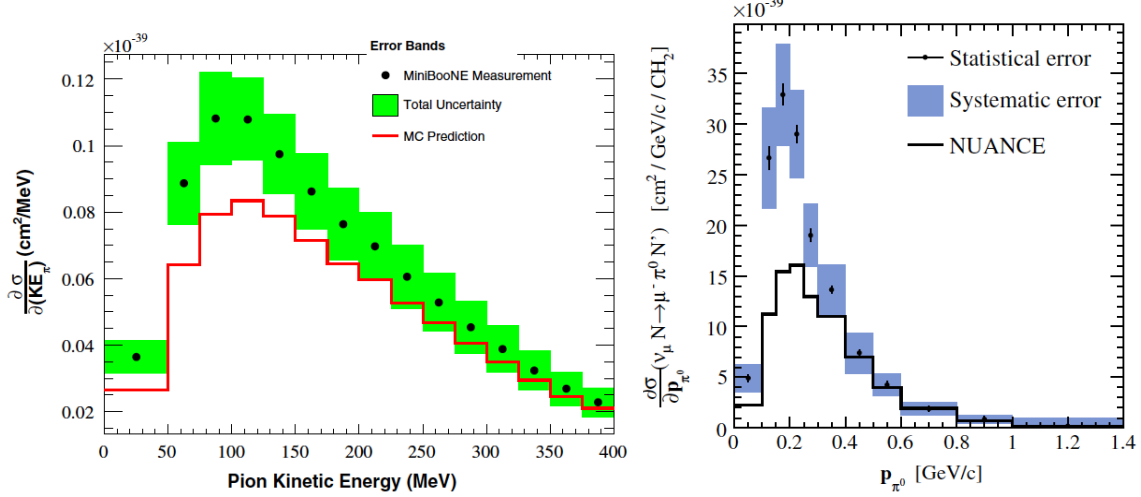 ×10⁻³⁹
Error Bands
MiniBooNE Measurement
Total Uncertainty
MC Prediction
0.12
0.1
0.08
0.06
0.04
0.02
∂σ/∂(KE_π) (cm²/MeV)
0 50 100 150 200 250 300 350 400
Pion Kinetic Energy (MeV)
×10⁻³⁹
Statistical error
Systematic error
NUANCE
35
30
25
20
15
10
5
0
∂σ/∂p_π⁰ (ν_μ N→μ⁻ π⁰ N') [cm² / GeV/c / CH₂]
0 0.2 0.4 0.6 0.8 1 1.2 1.4
p_π⁰ [GeV/c]